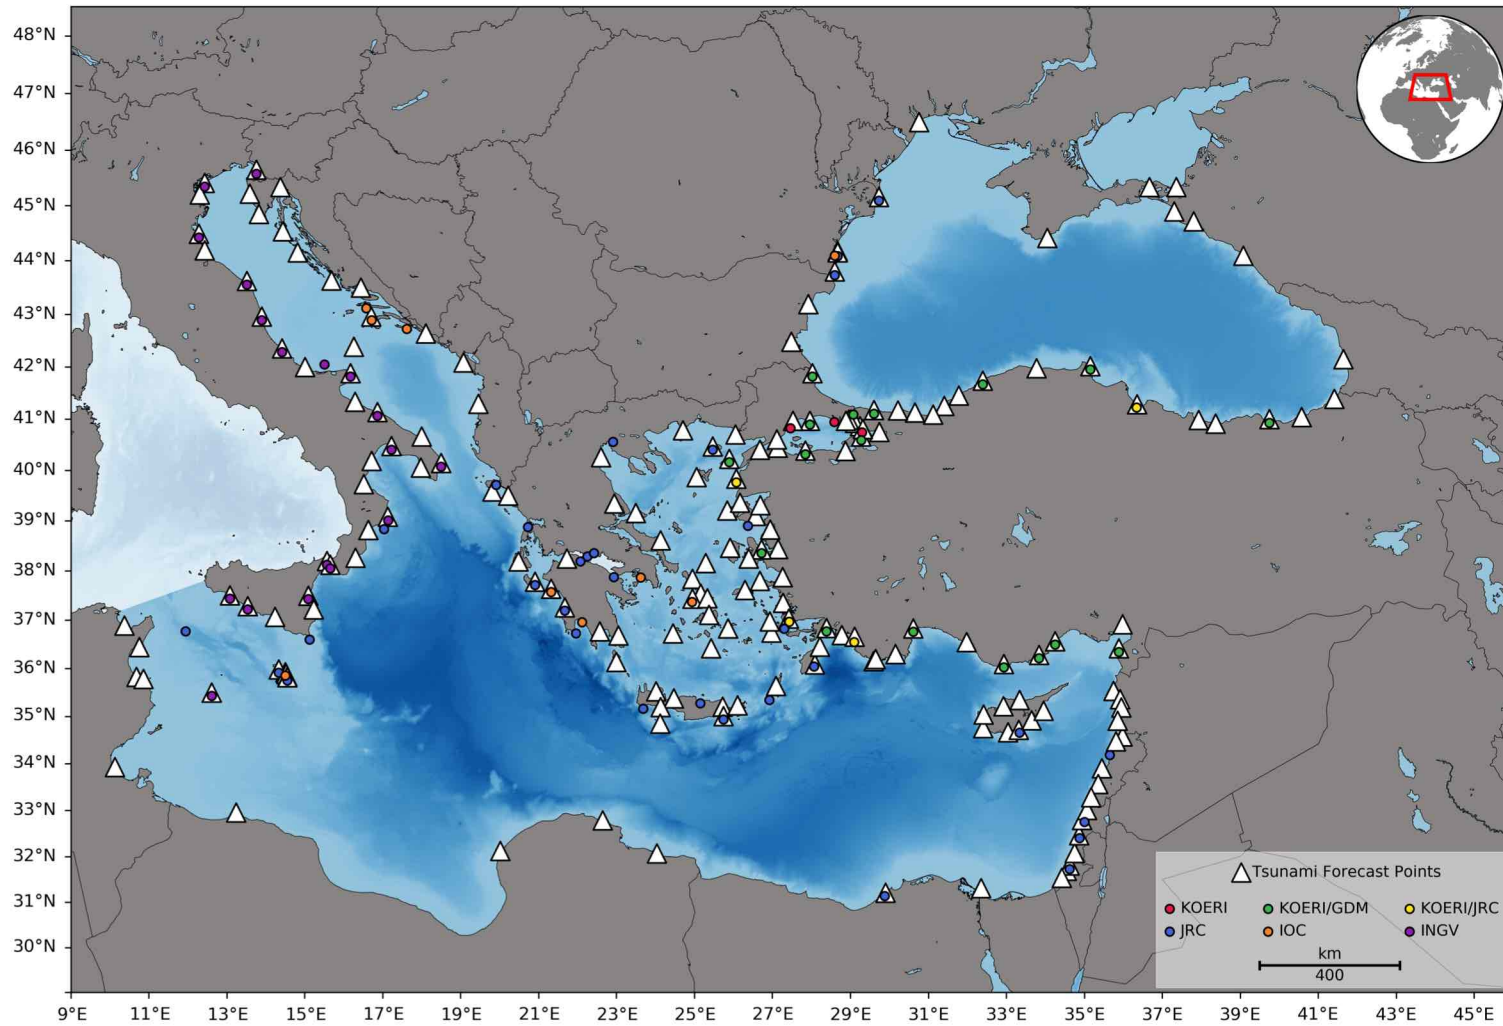 48°N
47°N
46°N
45°N
44°N
43°N
42°N
41°N
40°N
39°N
38°N
37°N
36°N
35°N
34°N
33°N
32°N
31°N
30°N
Tsunami Forecast Points
KOERI KOERI/GDM KOERI/JRC
JRC IOC INGV
km
400
9°E 11°E 13°E 15°E 17°E 19°E 21°E 23°E 25°E 27°E 29°E 31°E 33°E 35°E 37°E 39°E 41°E 43°E 45°E